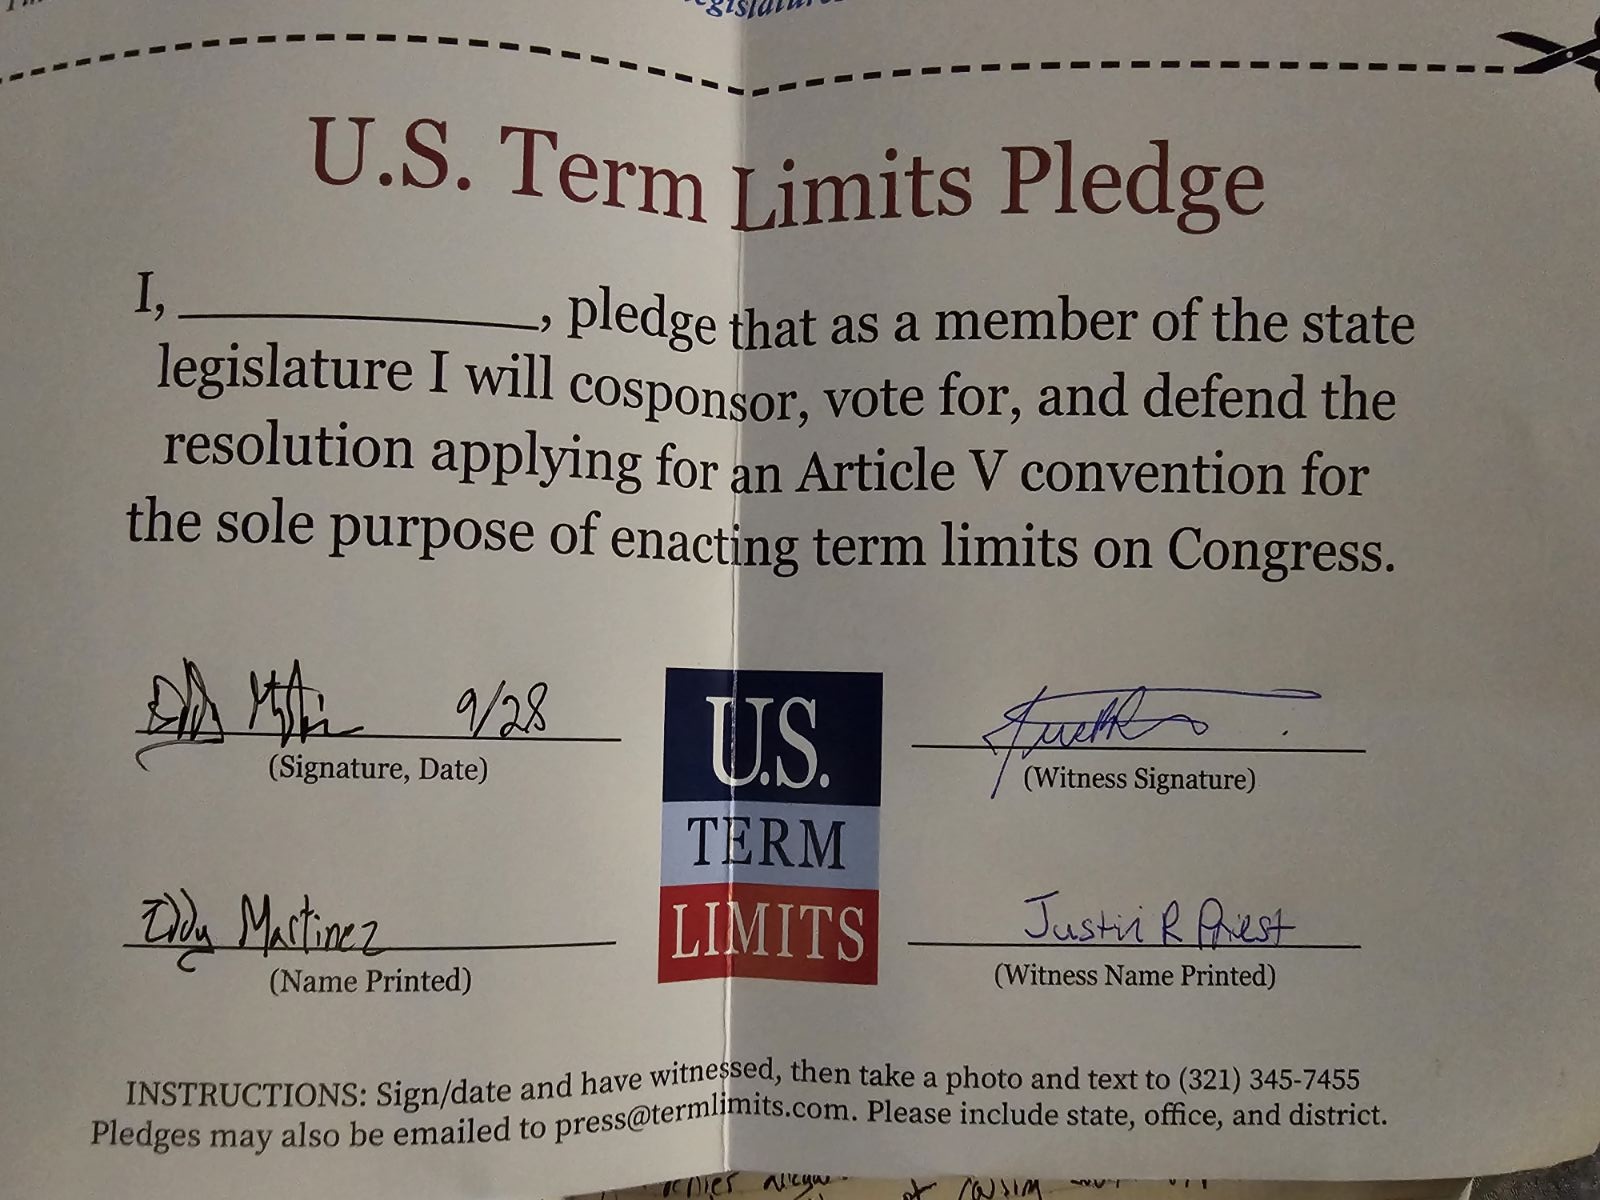 U.S. Term Limits Pledge
I, ______________, pledge that as a member of the state
legislature I will cosponsor, vote for, and defend the
resolution applying for an Article V convention for
the sole purpose of enacting term limits on Congress.
9/28
(Signature, Date)
(Witness Signature)
U.S.
TERM
LIMITS
Eddy Martinez
(Name Printed)
Justin R Priest
(Witness Name Printed)
INSTRUCTIONS: Sign/date and have witnessed, then take a photo and text to (321) 345-7455
Pledges may also be emailed to press@termlimits.com. Please include state, office, and district.